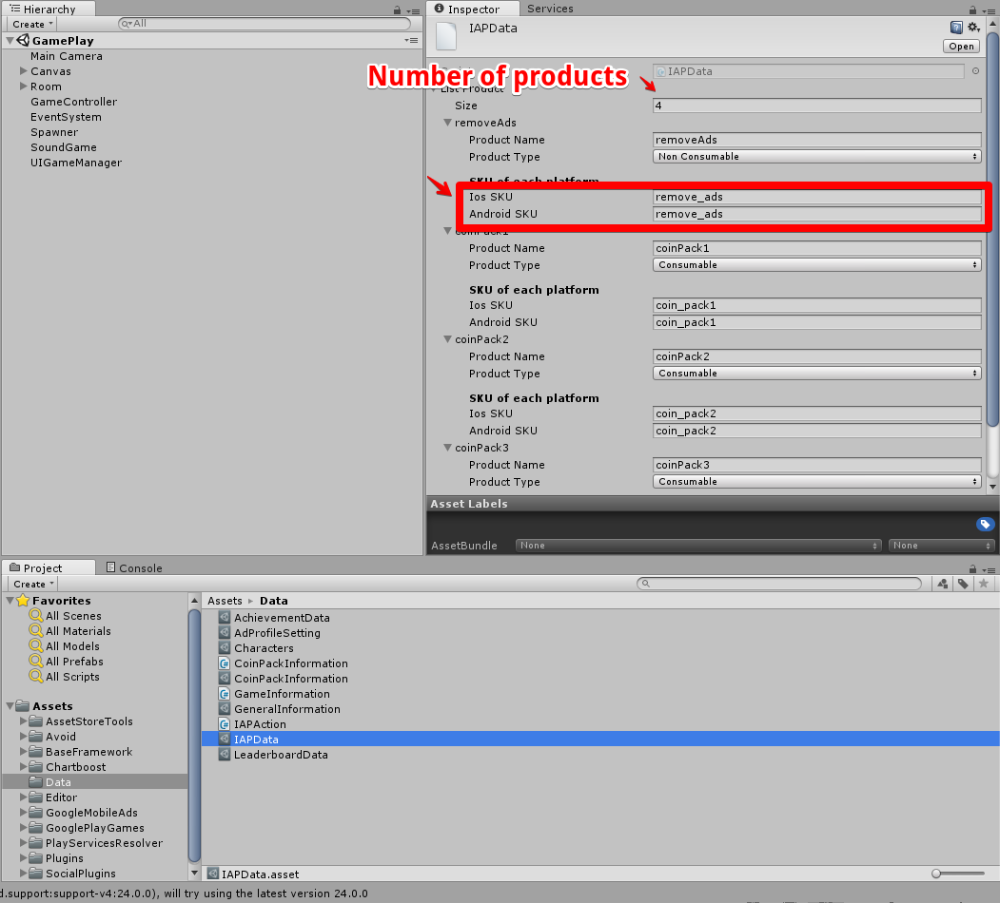 Hierarchy
Create
All
GamePlay
Main Camera
Canvas
Room
GameController
EventSystem
Spawner
SoundGame
UIGameManager
Inspector
Services
IAPData
Open
IAPData
Number of products
List Product
Size
4
removeAds
Product Name
removeAds
Product Type
Non Consumable
SKU of each platform
Ios SKU
remove_ads
Android SKU
remove_ads
coinPack1
Product Name
coinPack1
Product Type
Consumable
SKU of each platform
Ios SKU
coin_pack1
Android SKU
coin_pack1
coinPack2
Product Name
coinPack2
Product Type
Consumable
SKU of each platform
Ios SKU
coin_pack2
Android SKU
coin_pack2
coinPack3
Product Name
coinPack3
Product Type
Consumable
Asset Labels
AssetBundle
None
None
Project
Console
Create
Favorites
All Scenes
All Materials
All Models
All Prefabs
All Scripts
Assets
AssetStoreTools
Avoid
BaseFramework
Chartboost
Data
Editor
GoogleMobileAds
GooglePlayGames
PlayServicesResolver
Plugins
SocialPlugins
Assets
Data
AchievementData
AdProfileSetting
Characters
CoinPackInformation
CoinPackInformation
GameInformation
GeneralInformation
IAPAction
IAPData
LeaderboardData
IAPData.asset
d.support:support-v4:24.0.0), will try using the latest version 24.0.0